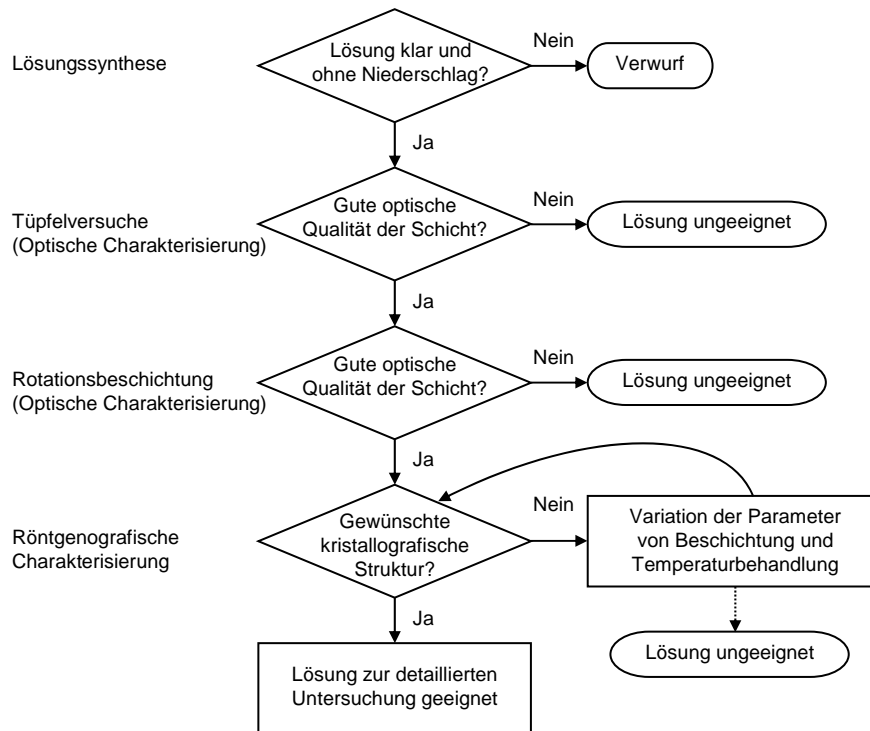 Lösungssynthese
Lösung klar und
ohne Niederschlag?
Nein
Verwurf
Ja
Tüpfelversuche
(Optische Charakterisierung)
Gute optische
Qualität der Schicht?
Nein
Lösung ungeeignet
Ja
Rotationsbeschichtung
(Optische Charakterisierung)
Gute optische
Qualität der Schicht?
Nein
Lösung ungeeignet
Ja
Röntgenografische
Charakterisierung
Gewünschte
kristallografische
Struktur?
Nein
Variation der Parameter
von Beschichtung und
Temperaturbehandlung
Ja
Lösung ungeeignet
Lösung zur detaillierten
Untersuchung geeignet